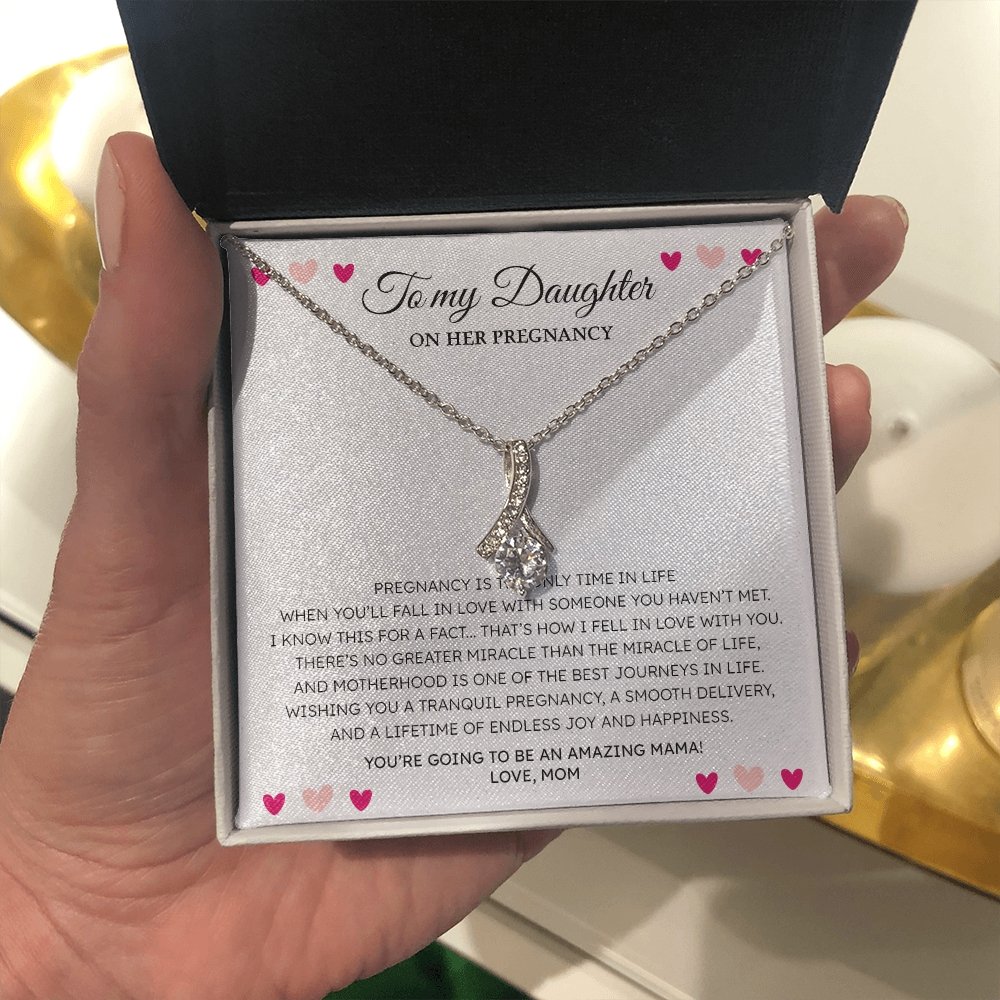 To my Daughter
ON HER PREGNANCY
PREGNANCY IS ONLY TIME IN LIFE
WHEN YOU'LL FALL IN LOVE WITH SOMEONE YOU HAVEN'T MET.
I KNOW THIS FOR A FACT... THAT'S HOW I FELL IN LOVE WITH YOU.
THERE'S NO GREATER MIRACLE THAN THE MIRACLE OF LIFE,
AND MOTHERHOOD IS ONE OF THE BEST JOURNEYS IN LIFE.
WISHING YOU A TRANQUIL PREGNANCY, A SMOOTH DELIVERY,
AND A LIFETIME OF ENDLESS JOY AND HAPPINESS.
YOU'RE GOING TO BE AN AMAZING MAMA!
LOVE, MOM